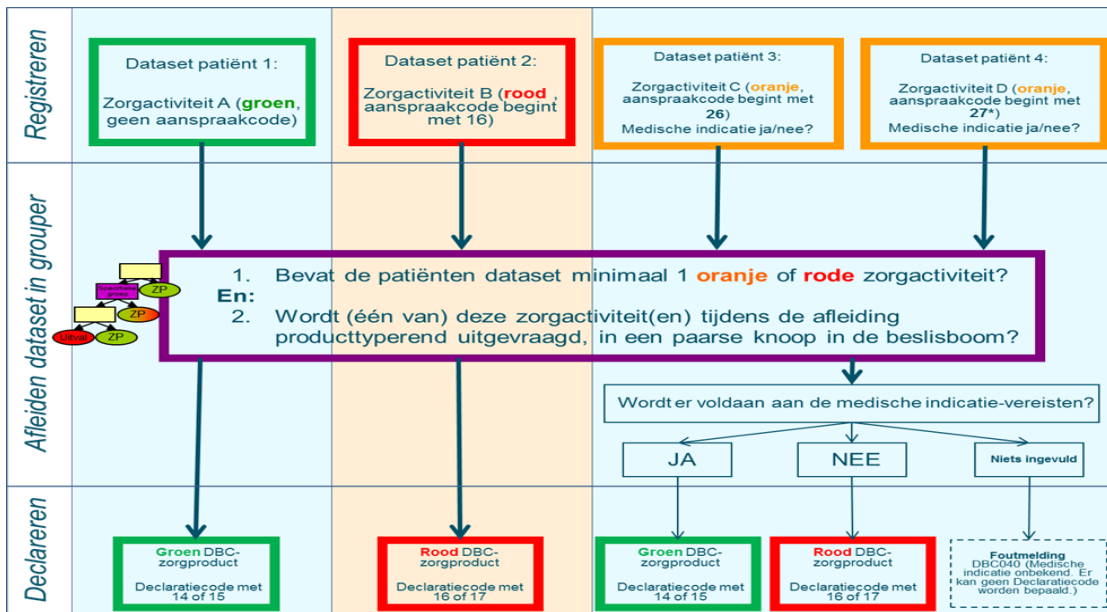 Registreren
Dataset patiënt 1:
Zorgactiviteit A (groen,
geen aanspraakcode)
Dataset patiënt 2:
Zorgactiviteit B (rood ,
aanspraakcode begint
met 16)
Dataset patiënt 3:
Zorgactiviteit C (oranje,
aanspraakcode begint met
26)
Medische indicatie ja/nee?
Dataset patiënt 4:
Zorgactiviteit D (oranje,
aanspraakcode begint met
27*)
Medische indicatie ja/nee?
Afleiden dataset in grouper
Specifieke
groep
ZP
ZP
Uitval
ZP
1. Bevat de patiënten dataset minimaal 1 oranje of rode zorgactiviteit?
En:
2. Wordt (één van) deze zorgactiviteit(en) tijdens de afleiding
producttyperend uitgevraagd, in een paarse knoop in de beslisboom?
Wordt er voldaan aan de medische indicatie-vereisten?
JA
NEE
Niets ingevuld
Declareren
Groen DBC-
zorgproduct
Declaratiecode met
14 of 15
Rood DBC-
zorgproduct
Declaratiecode met
16 of 17
Groen DBC-
zorgproduct
Declaratiecode met
14 of 15
Rood DBC-
zorgproduct
Declaratiecode met
16 of 17
Foutmelding
DBC040 (Medische
indicatie onbekend. Er
kan geen Declaratiecode
worden bepaald.)